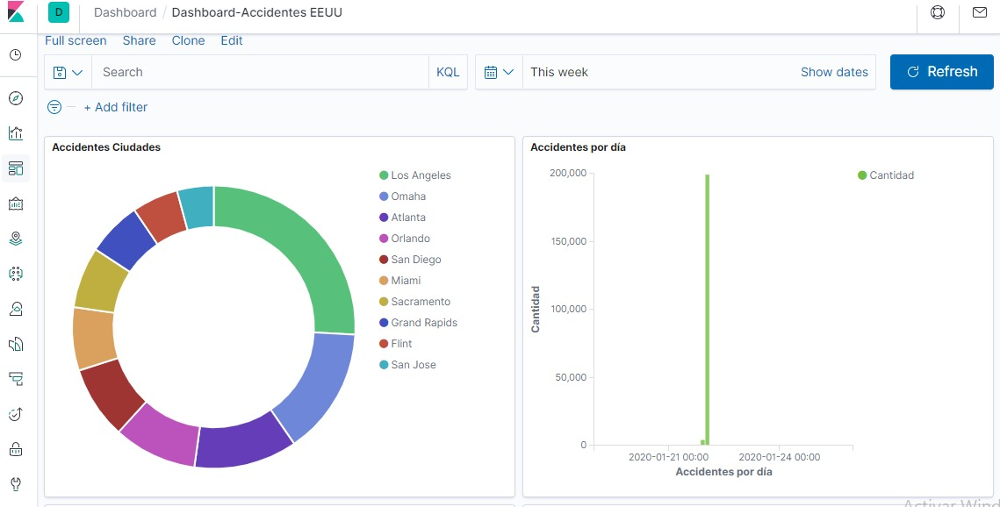 D Dashboard / Dashboard-Accidentes EEUU
Full screen Share Clone Edit
Search KQL This week Show dates Refresh
+ Add filter
Accidentes Ciudades
Los Angeles
Omaha
Atlanta
Orlando
San Diego
Miami
Sacramento
Grand Rapids
Flint
San Jose
Accidentes por día
200,000
150,000
100,000
50,000
0
Cantidad
2020-01-21 00:00 2020-01-24 00:00
Accidentes por día
Cantidad
Activar Wind